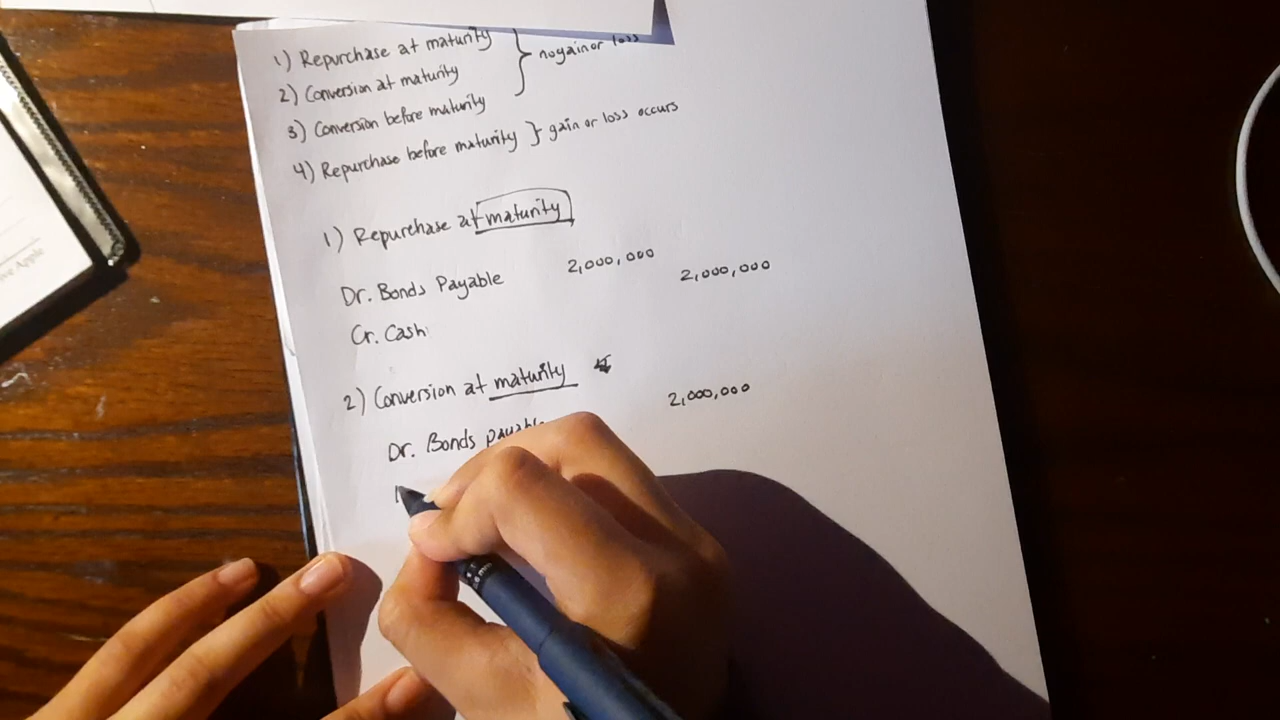 1) Repurchase at maturity } no gain or loss
2) Conversion at maturity
3) Conversion before maturity
4) Repurchase before maturity } gain or loss occurs
1) Repurchase at maturity
Dr. Bonds Payable 2,000,000
Cr. Cash 2,000,000
2) Conversion at maturity
Dr. Bonds payable 2,000,000
Apple